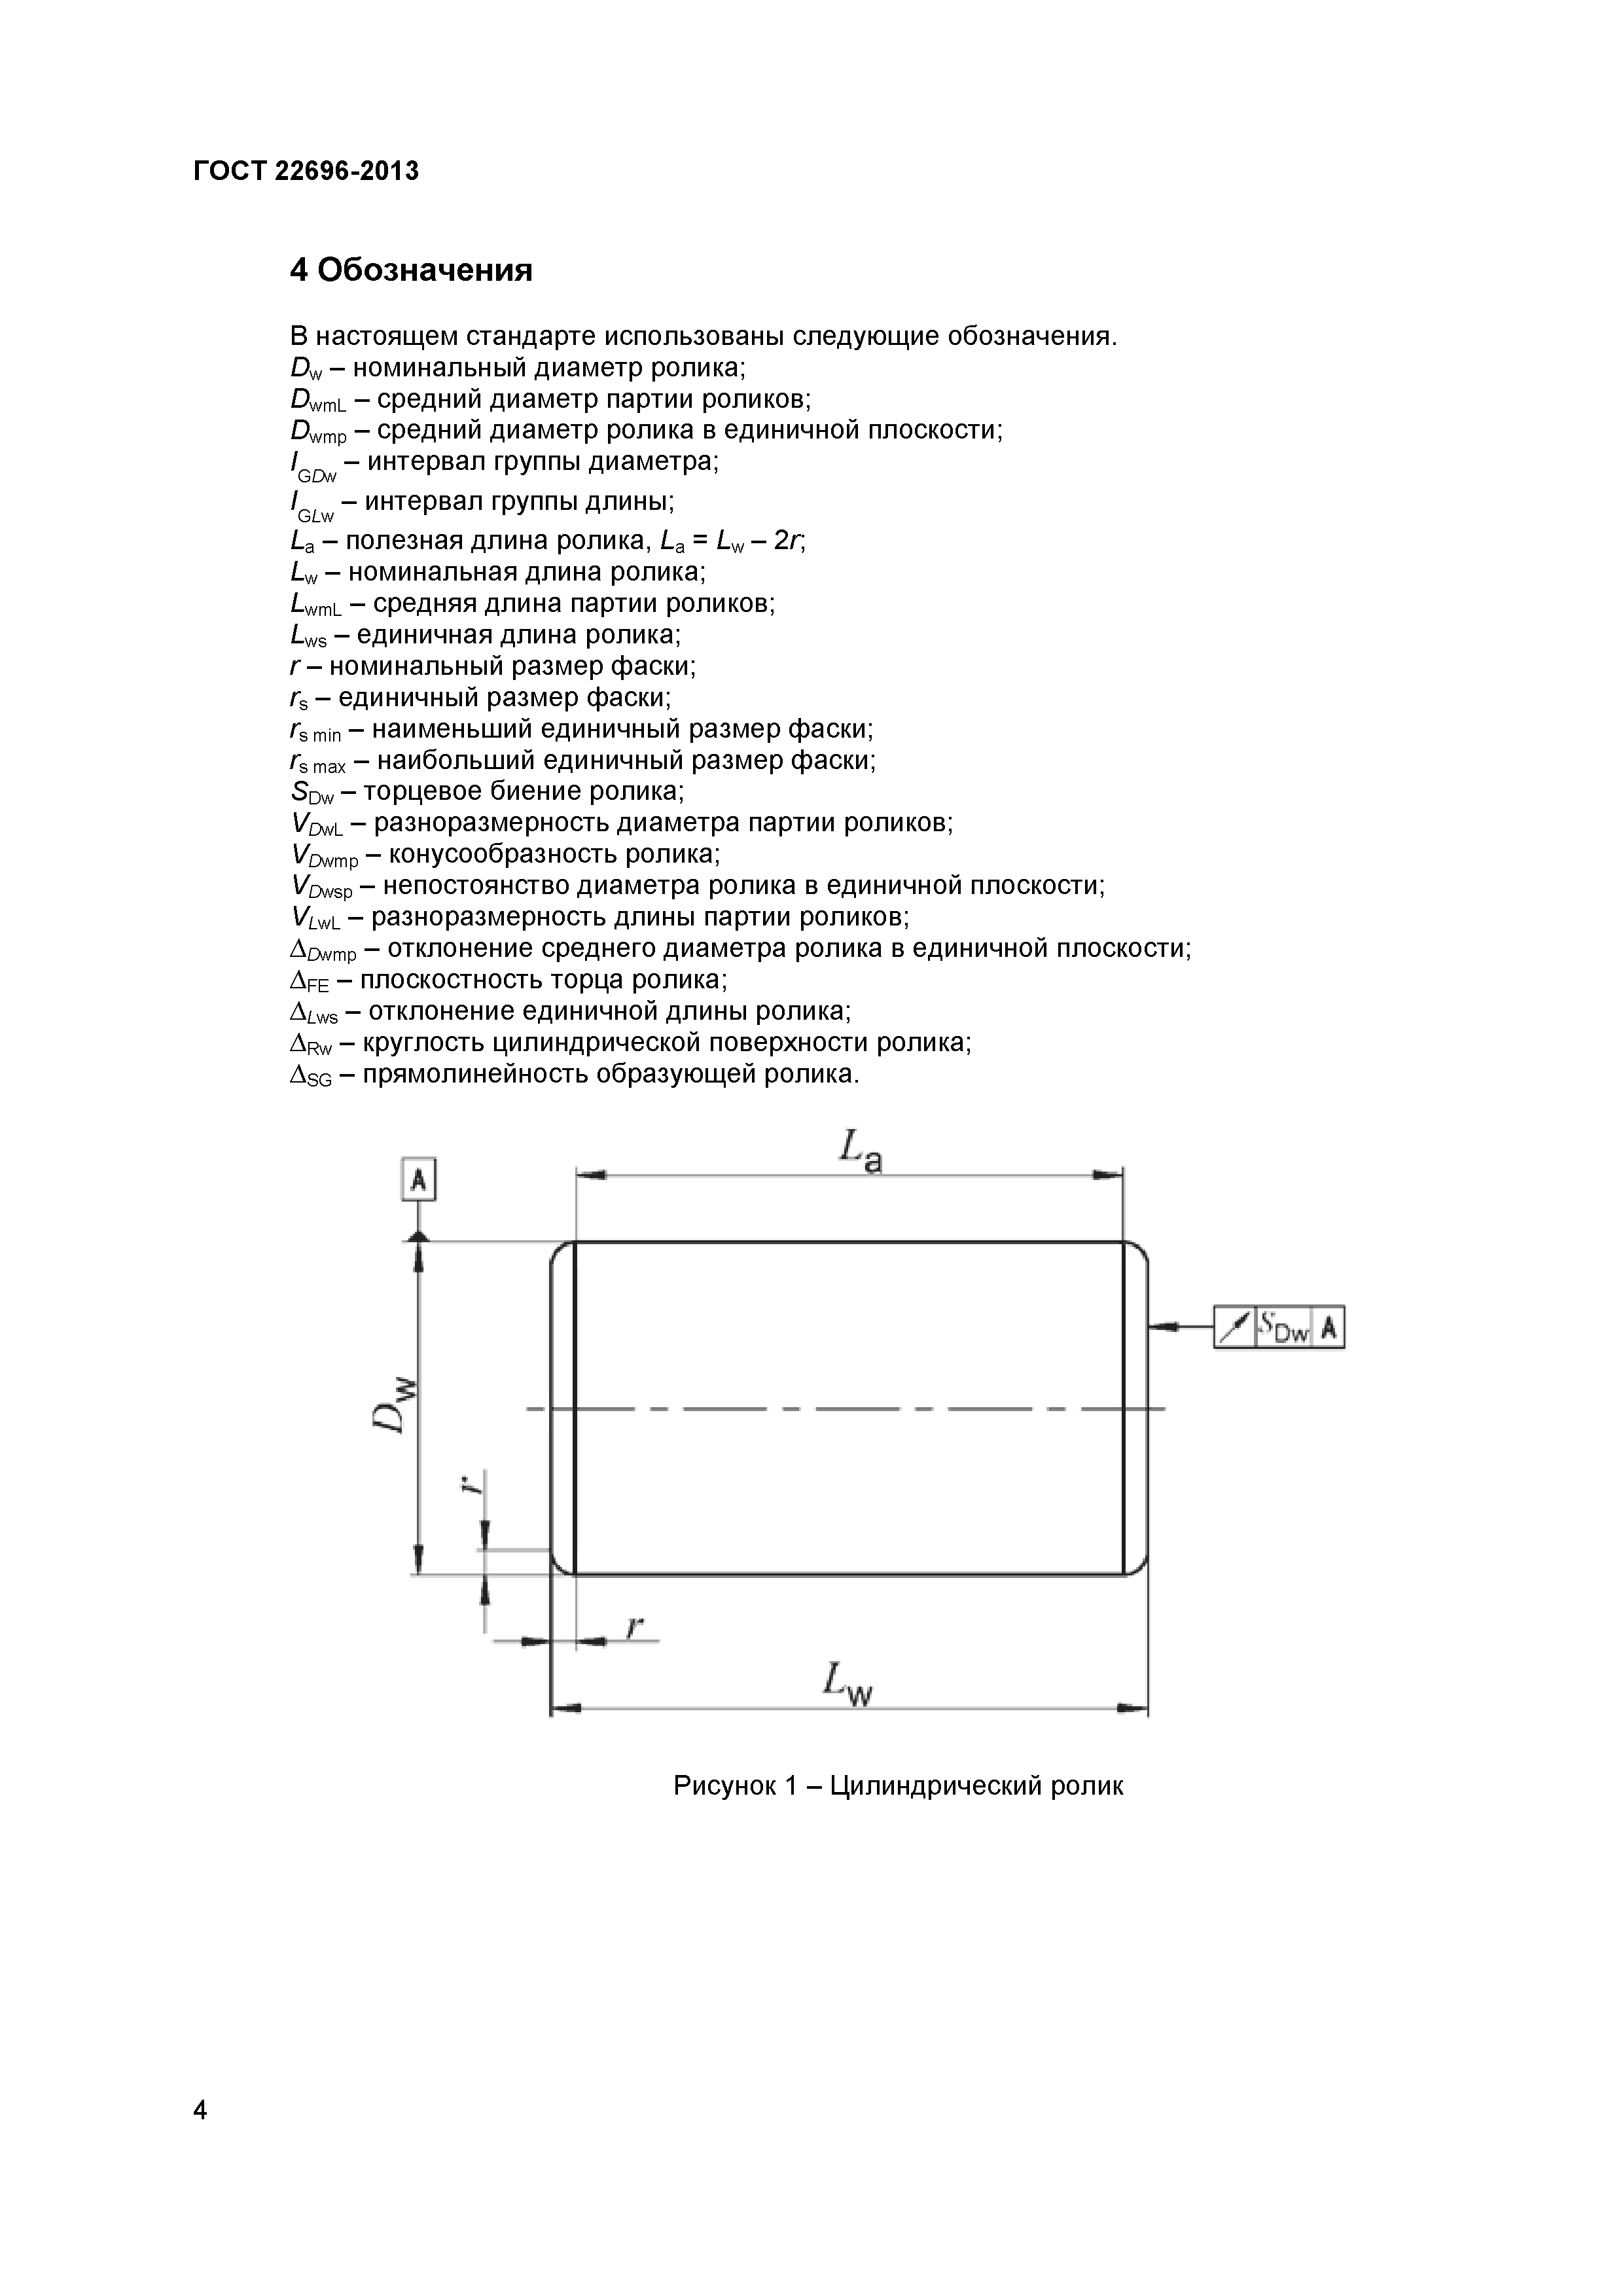 ГОСТ 22696-2013
4 Обозначения
В настоящем стандарте использованы следующие обозначения.
Dw – номинальный диаметр ролика;
DwmL – средний диаметр партии роликов;
Dwmp – средний диаметр ролика в единичной плоскости;
IGDw – интервал группы диаметра;
IGLw – интервал группы длины;
La – полезная длина ролика, La = Lw – 2r;
Lw – номинальная длина ролика;
LwmL – средняя длина партии роликов;
Lws – единичная длина ролика;
r – номинальный размер фаски;
rs – единичный размер фаски;
rs min – наименьший единичный размер фаски;
rs max – наибольший единичный размер фаски;
SDw – торцевое биение ролика;
VDwL – разноразмерность диаметра партии роликов;
VDwmp – конусообразность ролика;
VDwsp – непостоянство диаметра ролика в единичной плоскости;
VLwL – разноразмерность длины партии роликов;
ΔDwmp – отклонение среднего диаметра ролика в единичной плоскости;
ΔFE – плоскостность торца ролика;
ΔLws – отклонение единичной длины ролика;
ΔRw – круглость цилиндрической поверхности ролика;
ΔSG – прямолинейность образующей ролика.
La
A
SDw A
Dw
r
r
Lw
Рисунок 1 – Цилиндрический ролик
4